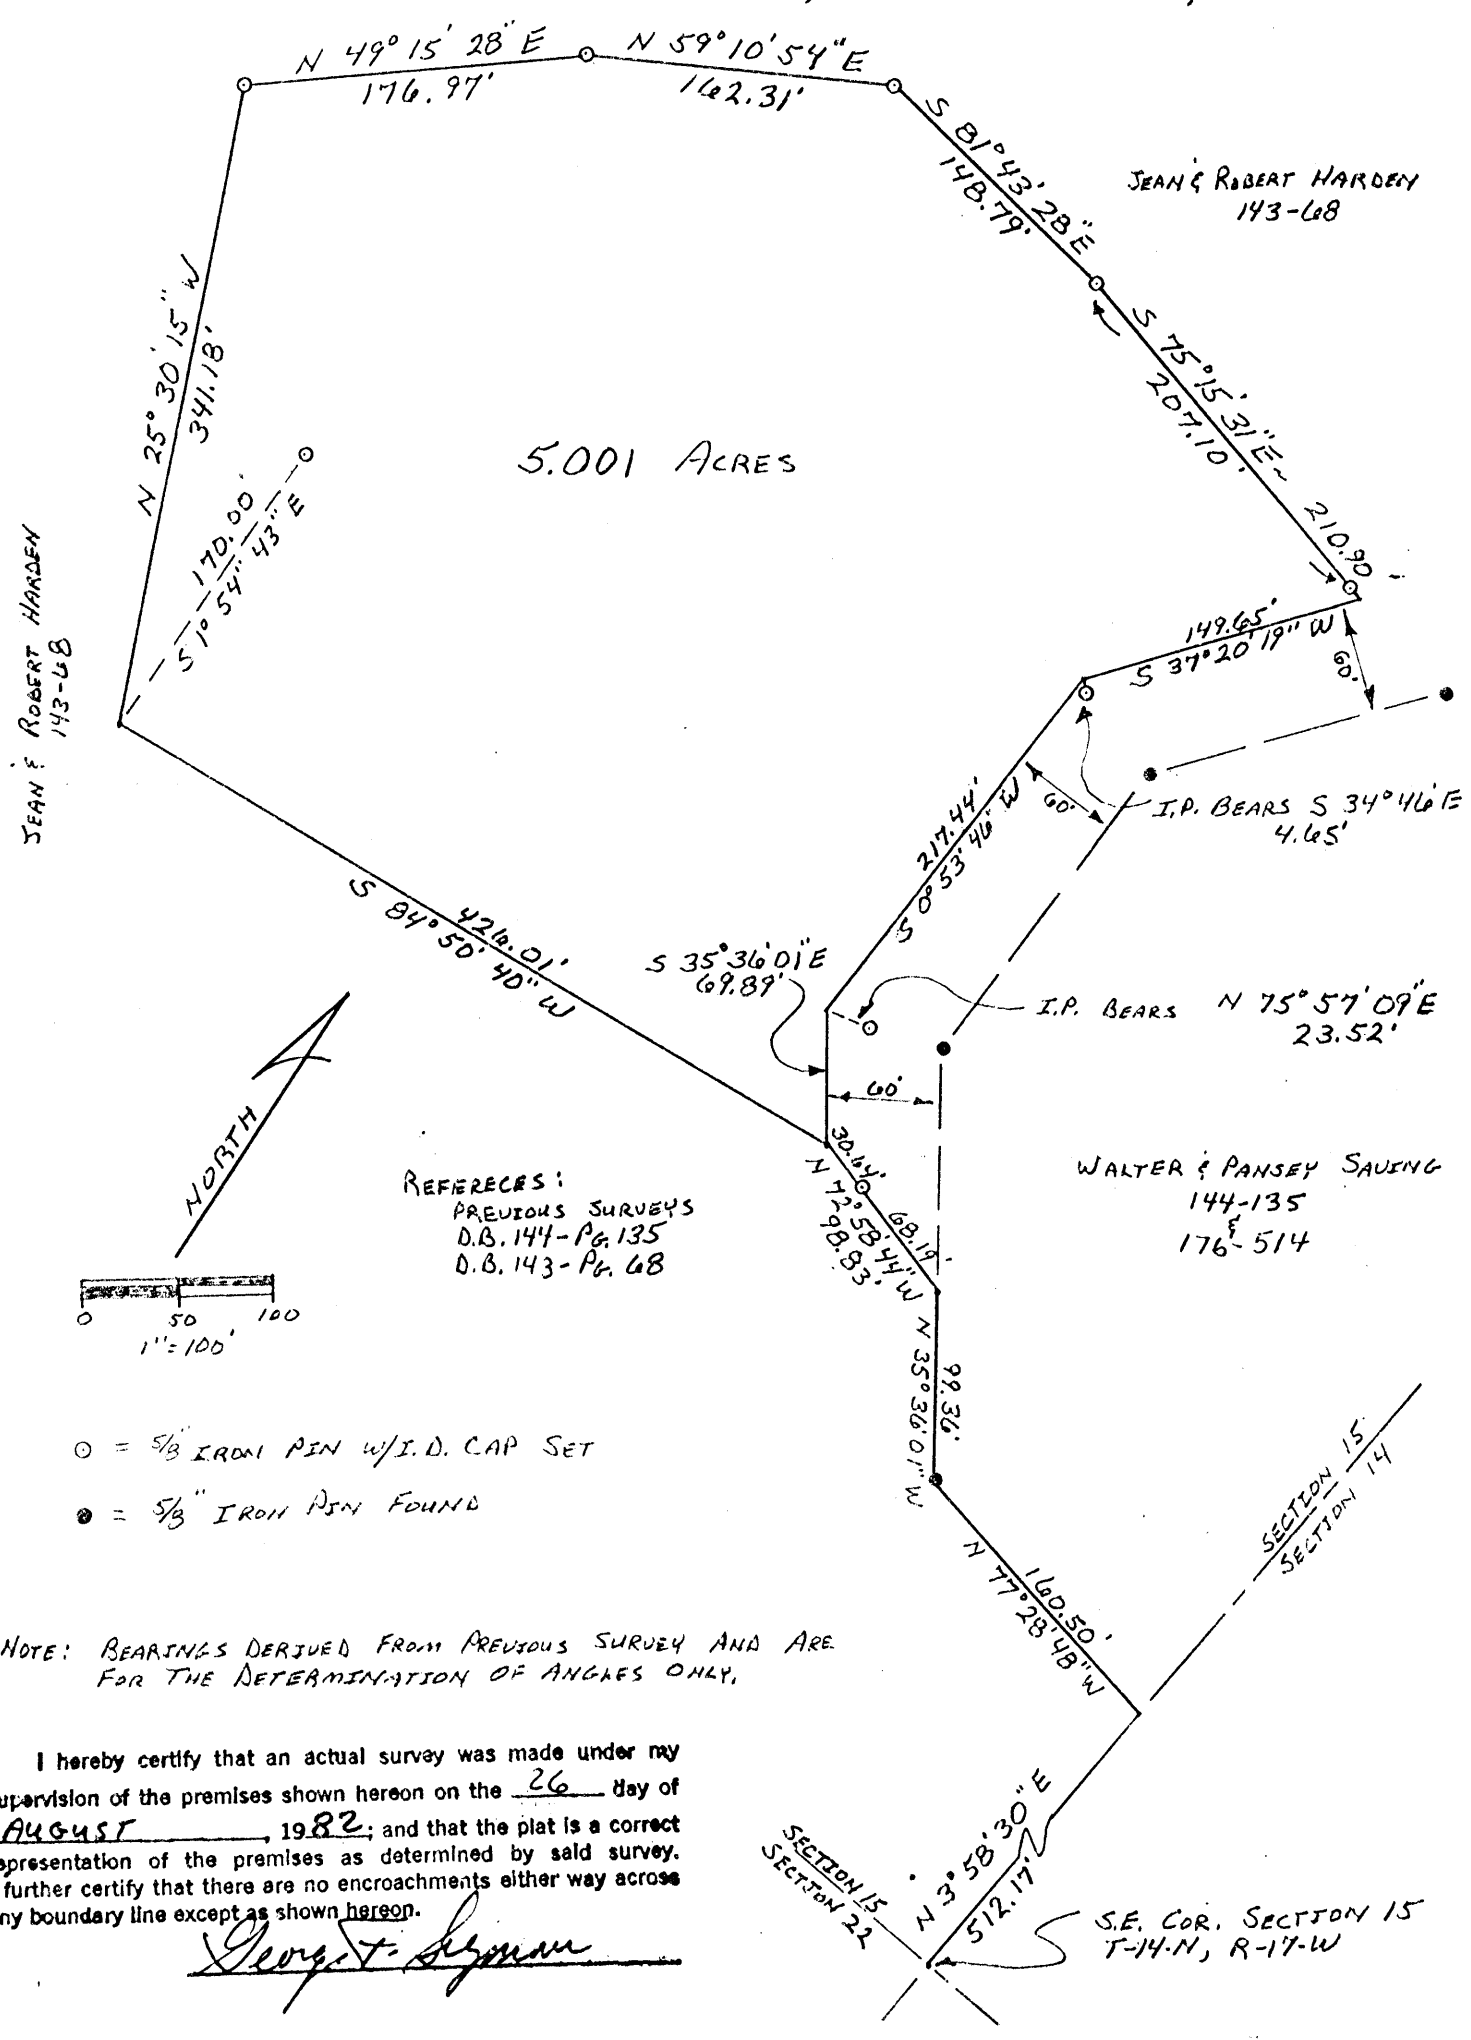 N 49° 15' 28" E
176.97'
N 59° 10' 54" E
162.31'
S 81° 43' 28" E
148.79'
JEAN & ROBERT HARDEN
143-68
S 75° 15' 31" E ~ 210.90'
207.10'
N 25° 30' 15" W
341.18'
170.00'
S 1° 54" 43" E
5.001 ACRES
JEAN & ROBERT HARDEN
143-68
149.65'
S 37° 20' 19" W
60'
I.P. BEARS S 34° 46' E
4.65'
217.44'
S 0° 53' 46" W
60'
426.01'
S 84° 50' 40" W
S 35° 36' 01" E
69.89'
I.P. BEARS N 75° 57' 09" E
23.52'
60'
NORTH
30.64'
68.19'
N 72° 58' 44" W
98.83'
WALTER & PANSEY SAVING
144-135
&
176-514
REFERECES:
PREVIOUS SURVEYS
D.B. 144 - PG. 135
D.B. 143 - PG. 68
0 50 100
1" = 100'
99.36'
N 35° 36' 01" W
⊙ = 5/8" IRON PIN W/I.D. CAP SET
● = 5/8" IRON PIN FOUND
160.50'
N 77° 28' 48" W
SECTION 15
SECTION 14
NOTE: BEARINGS DERIVED FROM PREVIOUS SURVEY AND ARE
FOR THE DETERMINATION OF ANGLES ONLY.
I hereby certify that an actual survey was made under my
upervision of the premises shown hereon on the 26 day of
AUGUST, 1982; and that the plat is a correct
epresentation of the premises as determined by said survey.
further certify that there are no encroachments either way across
ny boundary line except as shown hereon.
SECTION 15
SECTION 22
N 3° 58' 30" E
512.17'
S.E. COR. SECTION 15
T-14-N, R-17-W